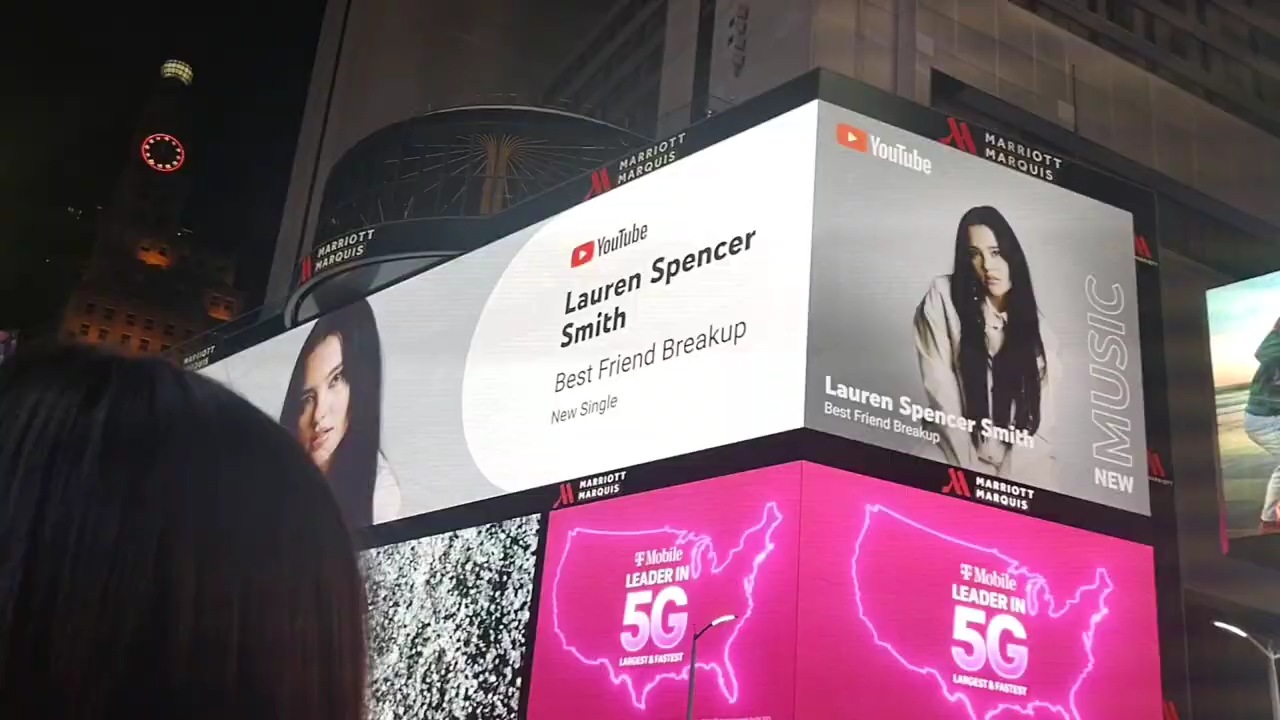 MARRIOTT
MARQUIS
MARRIOTT
MARQUIS
MARRIOTT
MARQUIS
MARRIOTT
YouTube
Lauren Spencer
Smith
Best Friend Breakup
New Single
YouTube
Lauren Spencer Smith
Best Friend Breakup
NEW
MUSIC
MARRIOTT
MARQUIS
MARRIOTT
MARQUIS
T Mobile
LEADER IN
5G
LARGEST & FASTEST
T Mobile
LEADER IN
5G
LARGEST & FASTEST